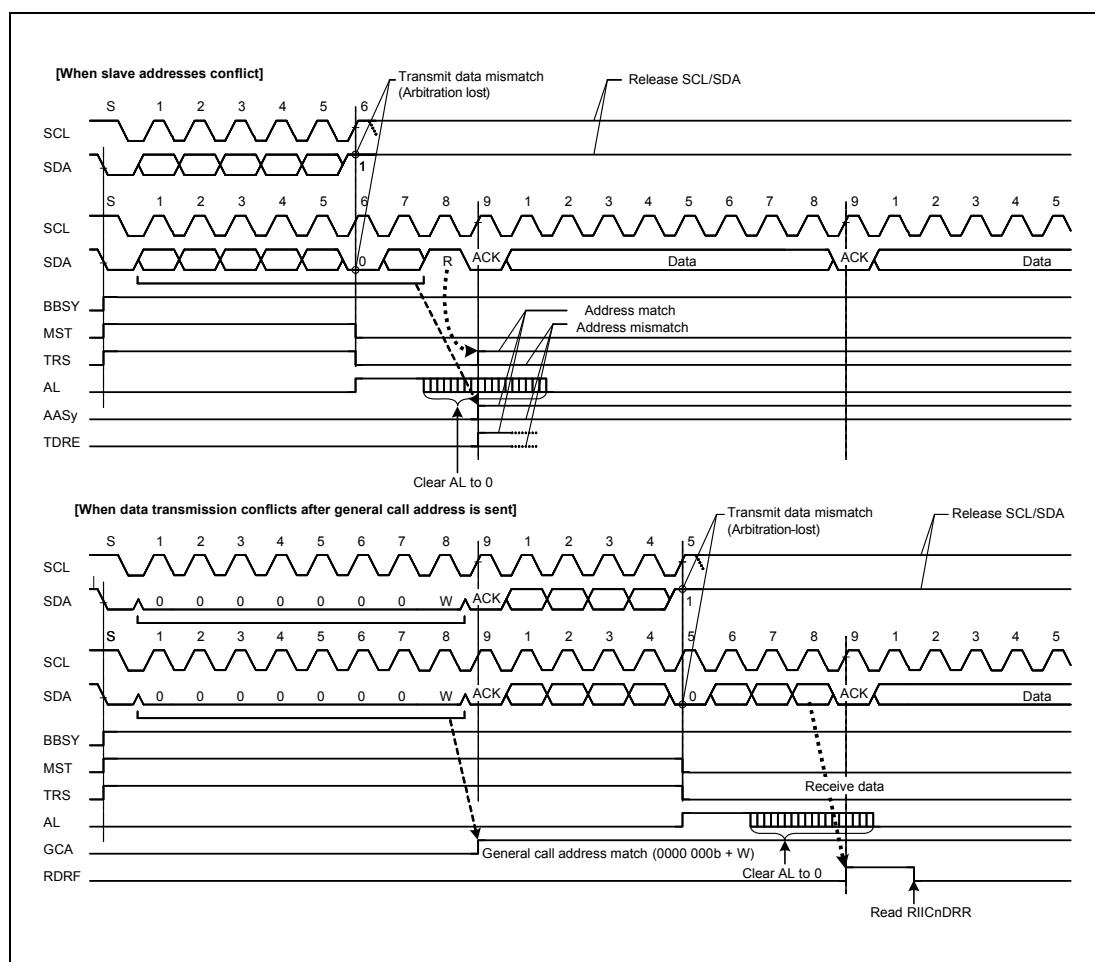 [When slave addresses conflict]
Transmit data mismatch
(Arbitration lost)
Release SCL/SDA
S 1 2 3 4 5 6
SCL
SDA 1
S 1 2 3 4 5 6 7 8 9 1 2 3 4 5 6 7 8 9 1 2 3 4 5
SCL
SDA 0 R ACK Data ACK Data
BBSY
Address match
MST
Address mismatch
TRS
AL
AASy
TDRE
Clear AL to 0
[When data transmission conflicts after general call address is sent]
Transmit data mismatch
(Arbitration-lost)
Release SCL/SDA
S 1 2 3 4 5 6 7 8 9 1 2 3 4 5
SCL
SDA 0 0 0 0 0 0 0 W ACK 1
S 1 2 3 4 5 6 7 8 9 1 2 3 4 5 6 7 8 9 1 2 3 4 5
SCL
SDA 0 0 0 0 0 0 0 W ACK 0 ACK Data
BBSY
MST
Receive data
TRS
AL
GCA
General call address match (0000 000b + W)
Clear AL to 0
RDRF
Read RIICnDRR